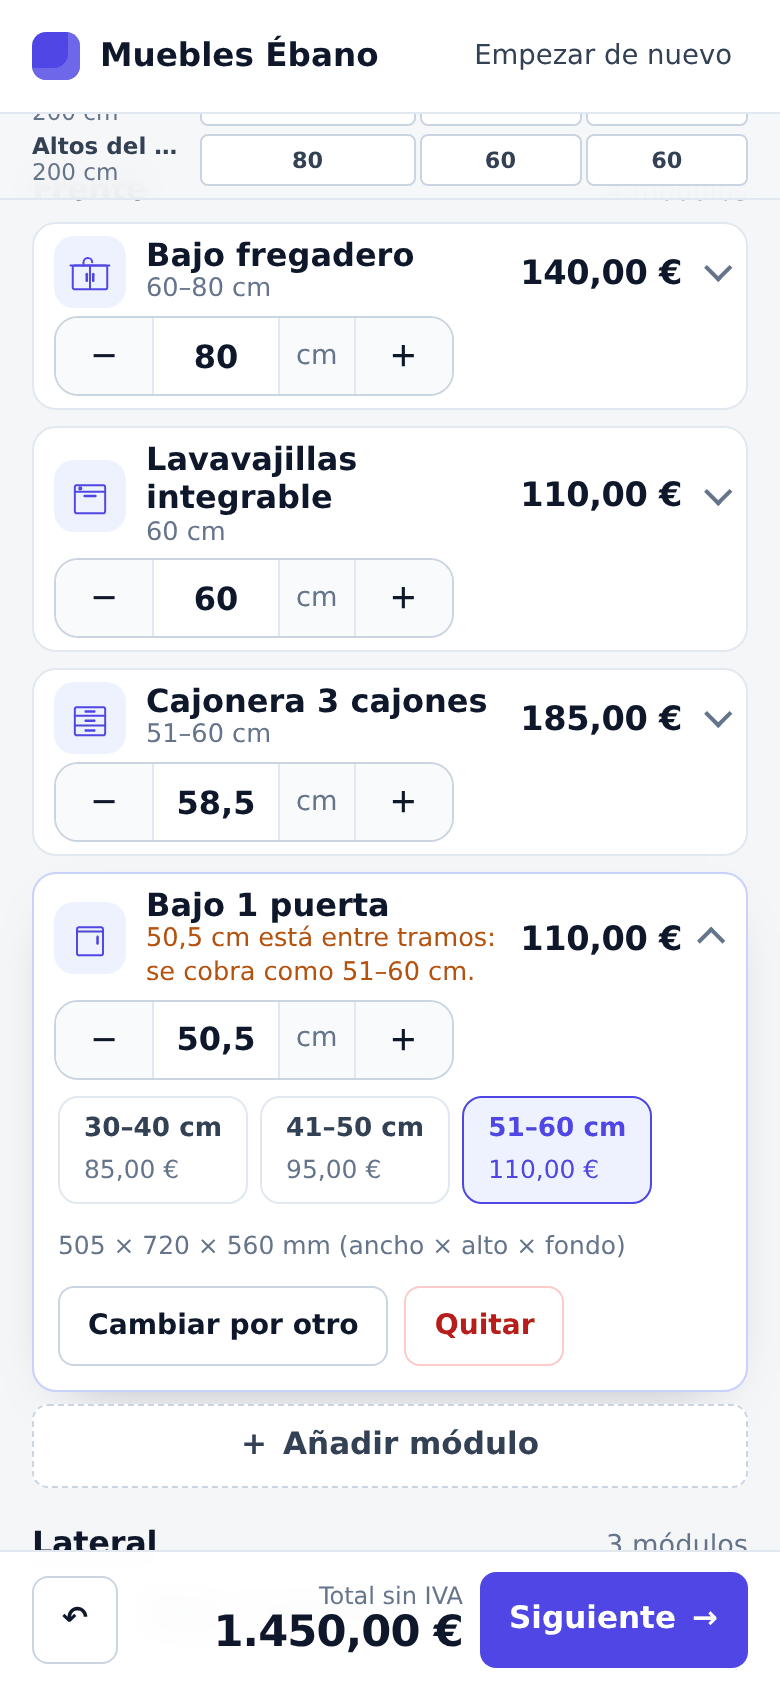 Muebles Ébano
Empezar de nuevo
200 cm
Altos del …
200 cm
80
60
60
Bajo fregadero
60–80 cm
140,00 €
−
80
cm
+
Lavavajillas
integrable
60 cm
110,00 €
−
60
cm
+
Cajonera 3 cajones
51–60 cm
185,00 €
−
58,5
cm
+
Bajo 1 puerta
50,5 cm está entre tramos:
se cobra como 51–60 cm.
110,00 €
−
50,5
cm
+
30–40 cm
85,00 €
41–50 cm
95,00 €
51–60 cm
110,00 €
505 × 720 × 560 mm (ancho × alto × fondo)
Cambiar por otro
Quitar
+ Añadir módulo
Lateral
3 módulos
↶
Total sin IVA
1.450,00 €
Siguiente →